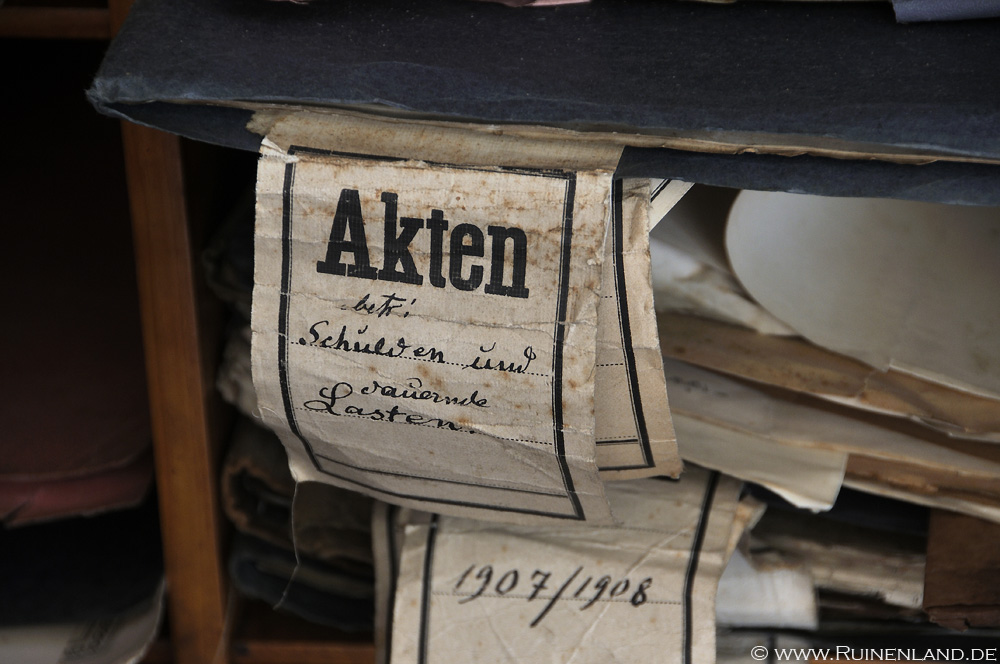 Akten
betr:
Schulden und
dauernde
Lasten.
1907/1908
© www.Ruinenland.de